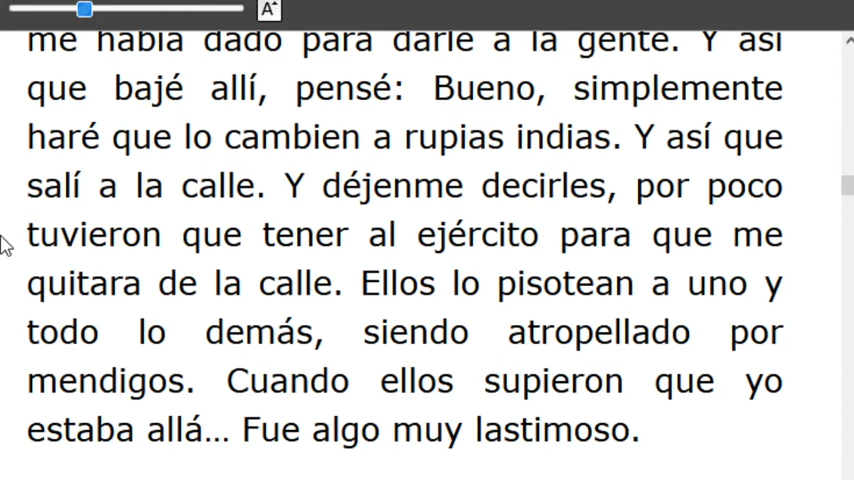 A
me había dado para darle a la gente. Y así
que bajé allí, pensé: Bueno, simplemente
haré que lo cambien a rupias indias. Y así que
salí a la calle. Y déjenme decirles, por poco
tuvieron que tener al ejército para que me
quitara de la calle. Ellos lo pisotean a uno y
todo lo demás, siendo atropellado por
mendigos. Cuando ellos supieron que yo
estaba allá... Fue algo muy lastimoso.